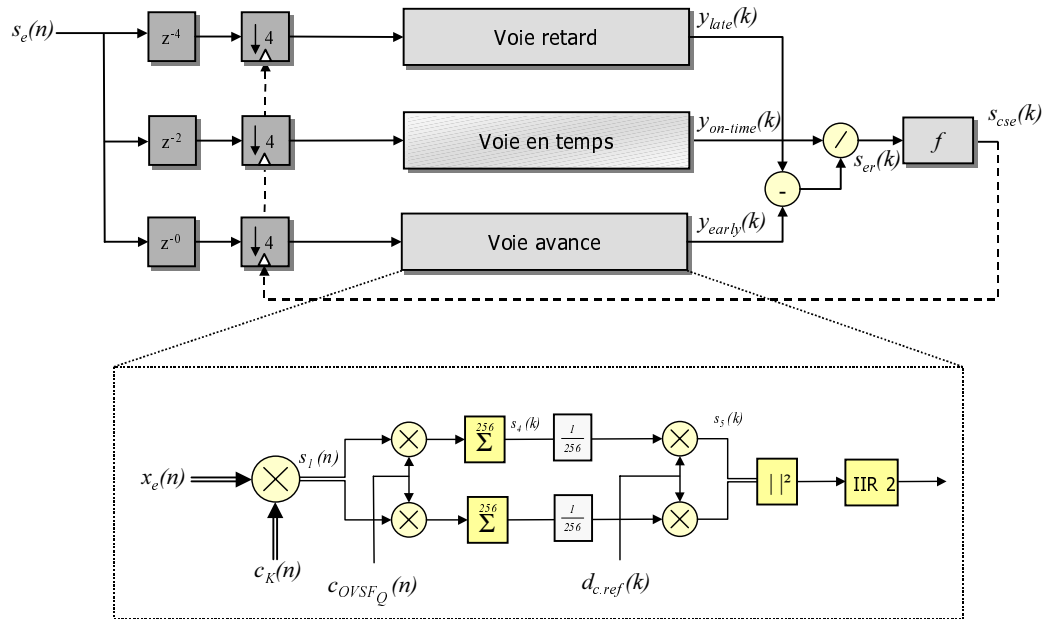 s_e(n)
z^-4
↓ 4
Voie retard
y_late(k)
z^-2
↓ 4
Voie en temps
y_on-time(k)
/
s_er(k)
f
s_cse(k)
-
z^-0
↓ 4
Voie avance
y_early(k)
x_e(n)
s_1(n)
c_K(n)
256
Σ
s_4(k)
1
256
s_5(k)
256
Σ
1
256
c_OVSF_Q(n)
d_c.ref(k)
| |²
IIR 2